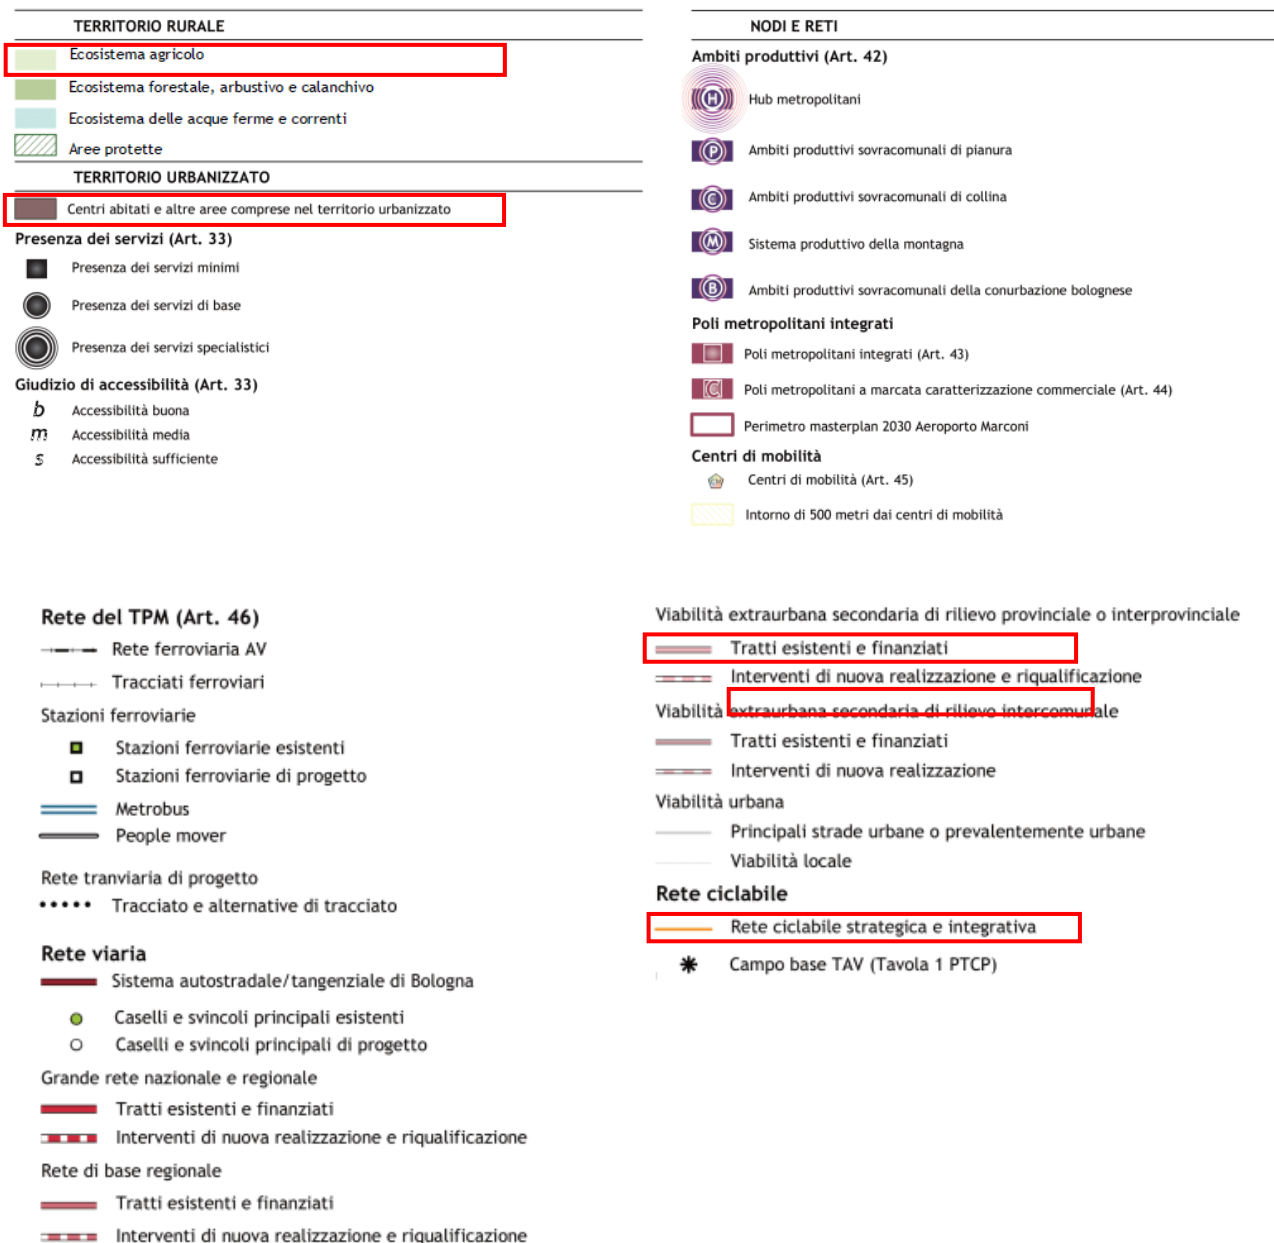 TERRITORIO RURALE
Ecosistema agricolo
Ecosistema forestale, arbustivo e calanchivo
Ecosistema delle acque ferme e correnti
Aree protette
TERRITORIO URBANIZZATO
Centri abitati e altre aree comprese nel territorio urbanizzato
Presenza dei servizi (Art. 33)
Presenza dei servizi minimi
Presenza dei servizi di base
Presenza dei servizi specialistici
Giudizio di accessibilità (Art. 33)
b Accessibilità buona
m Accessibilità media
s Accessibilità sufficiente
NODI E RETI
Ambiti produttivi (Art. 42)
H Hub metropolitani
P Ambiti produttivi sovracomunali di pianura
C Ambiti produttivi sovracomunali di collina
M Sistema produttivo della montagna
B Ambiti produttivi sovracomunali della conurbazione bolognese
Poli metropolitani integrati
Poli metropolitani integrati (Art. 43)
C Poli metropolitani a marcata caratterizzazione commerciale (Art. 44)
Perimetro masterplan 2030 Aeroporto Marconi
Centri di mobilità
CM Centri di mobilità (Art. 45)
Intorno di 500 metri dai centri di mobilità
Rete del TPM (Art. 46)
Rete ferroviaria AV
Tracciati ferroviari
Stazioni ferroviarie
Stazioni ferroviarie esistenti
Stazioni ferroviarie di progetto
Metrobus
People mover
Rete tranviaria di progetto
Tracciato e alternative di tracciato
Rete viaria
Sistema autostradale/tangenziale di Bologna
Caselli e svincoli principali esistenti
Caselli e svincoli principali di progetto
Grande rete nazionale e regionale
Tratti esistenti e finanziati
Interventi di nuova realizzazione e riqualificazione
Rete di base regionale
Tratti esistenti e finanziati
Interventi di nuova realizzazione e riqualificazione
Viabilità extraurbana secondaria di rilievo provinciale o interprovinciale
Tratti esistenti e finanziati
Interventi di nuova realizzazione e riqualificazione
Viabilità extraurbana secondaria di rilievo intercomunale
Tratti esistenti e finanziati
Interventi di nuova realizzazione
Viabilità urbana
Principali strade urbane o prevalentemente urbane
Viabilità locale
Rete ciclabile
Rete ciclabile strategica e integrativa
Campo base TAV (Tavola 1 PTCP)